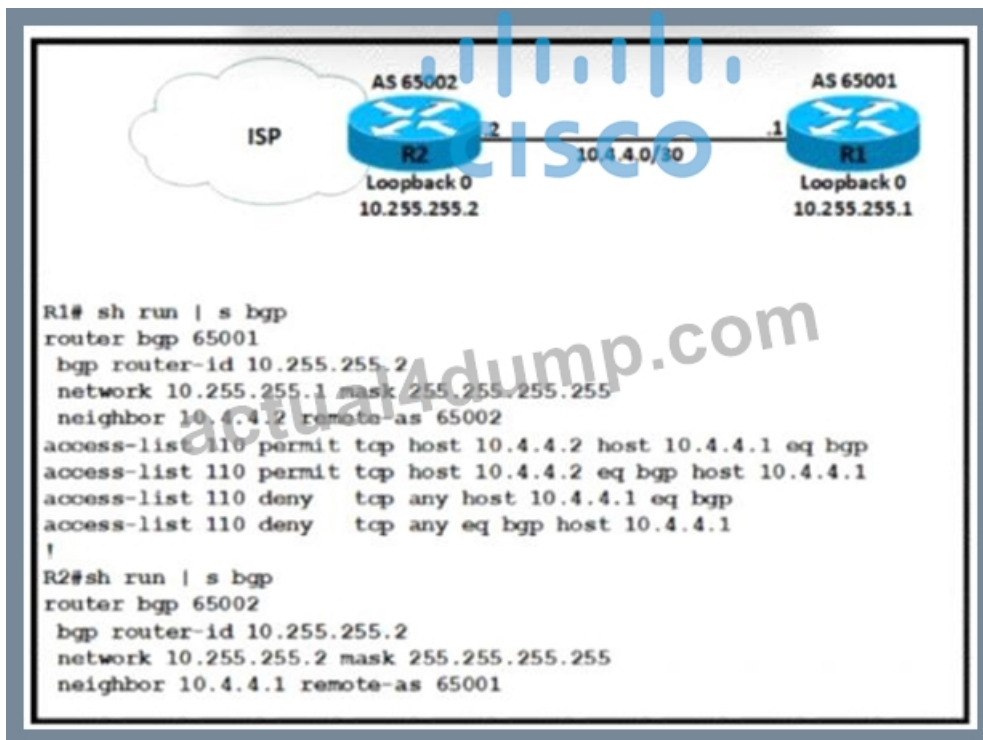 AS 65002
AS 65001
CISCO
ISP
.2
.1
10.4.4.0/30
R2
R1
Loopback 0
10.255.255.2
Loopback 0
10.255.255.1
R1# sh run | s bgp
router bgp 65001
bgp router-id 10.255.255.2
network 10.255.255.1 mask 255.255.255.255
neighbor 10.4.4.2 remote-as 65002
access-list 110 permit tcp host 10.4.4.2 host 10.4.4.1 eq bgp
access-list 110 permit tcp host 10.4.4.2 eq bgp host 10.4.4.1
access-list 110 deny tcp any host 10.4.4.1 eq bgp
access-list 110 deny tcp any eq bgp host 10.4.4.1
!
R2#sh run | s bgp
router bgp 65002
bgp router-id 10.255.255.2
network 10.255.255.2 mask 255.255.255.255
neighbor 10.4.4.1 remote-as 65001
actual4dump.com